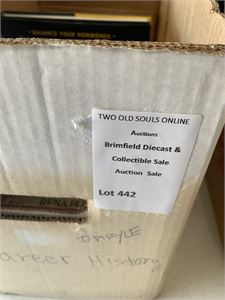 TWO OLD SOULS ONLINE
Auctions
Brimfield Diecast &
Collectible Sale
Auction Sale
Lot 442
career History